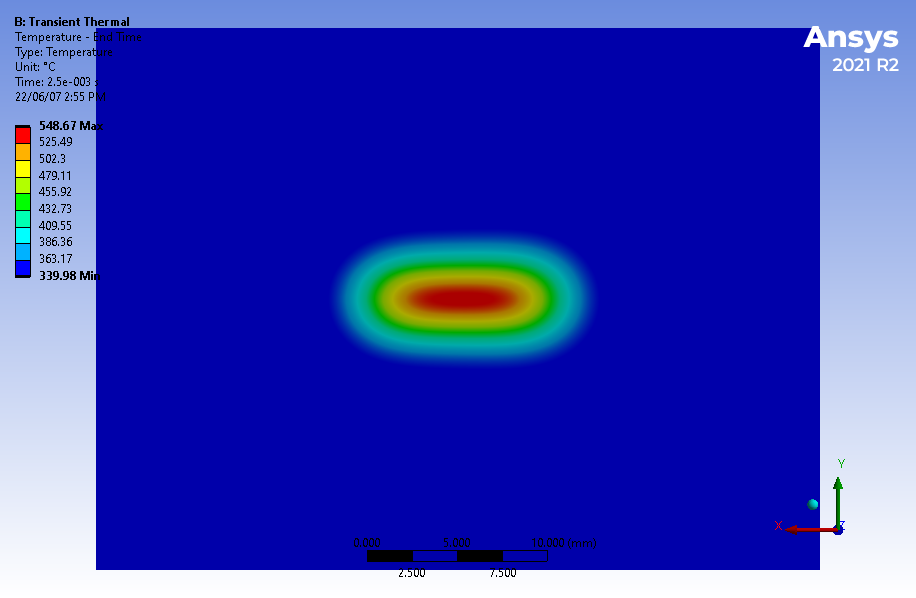 B: Transient Thermal
Temperature - End Time
Type: Temperature
Unit: °C
Time: 2.5e-003 s
22/06/07 2:55 PM
548.67 Max
525.49
502.3
479.11
455.92
432.73
409.55
386.36
363.17
339.98 Min
Ansys
2021 R2
0.000 5.000 10.000 (mm)
2.500 7.500
Y
X Z